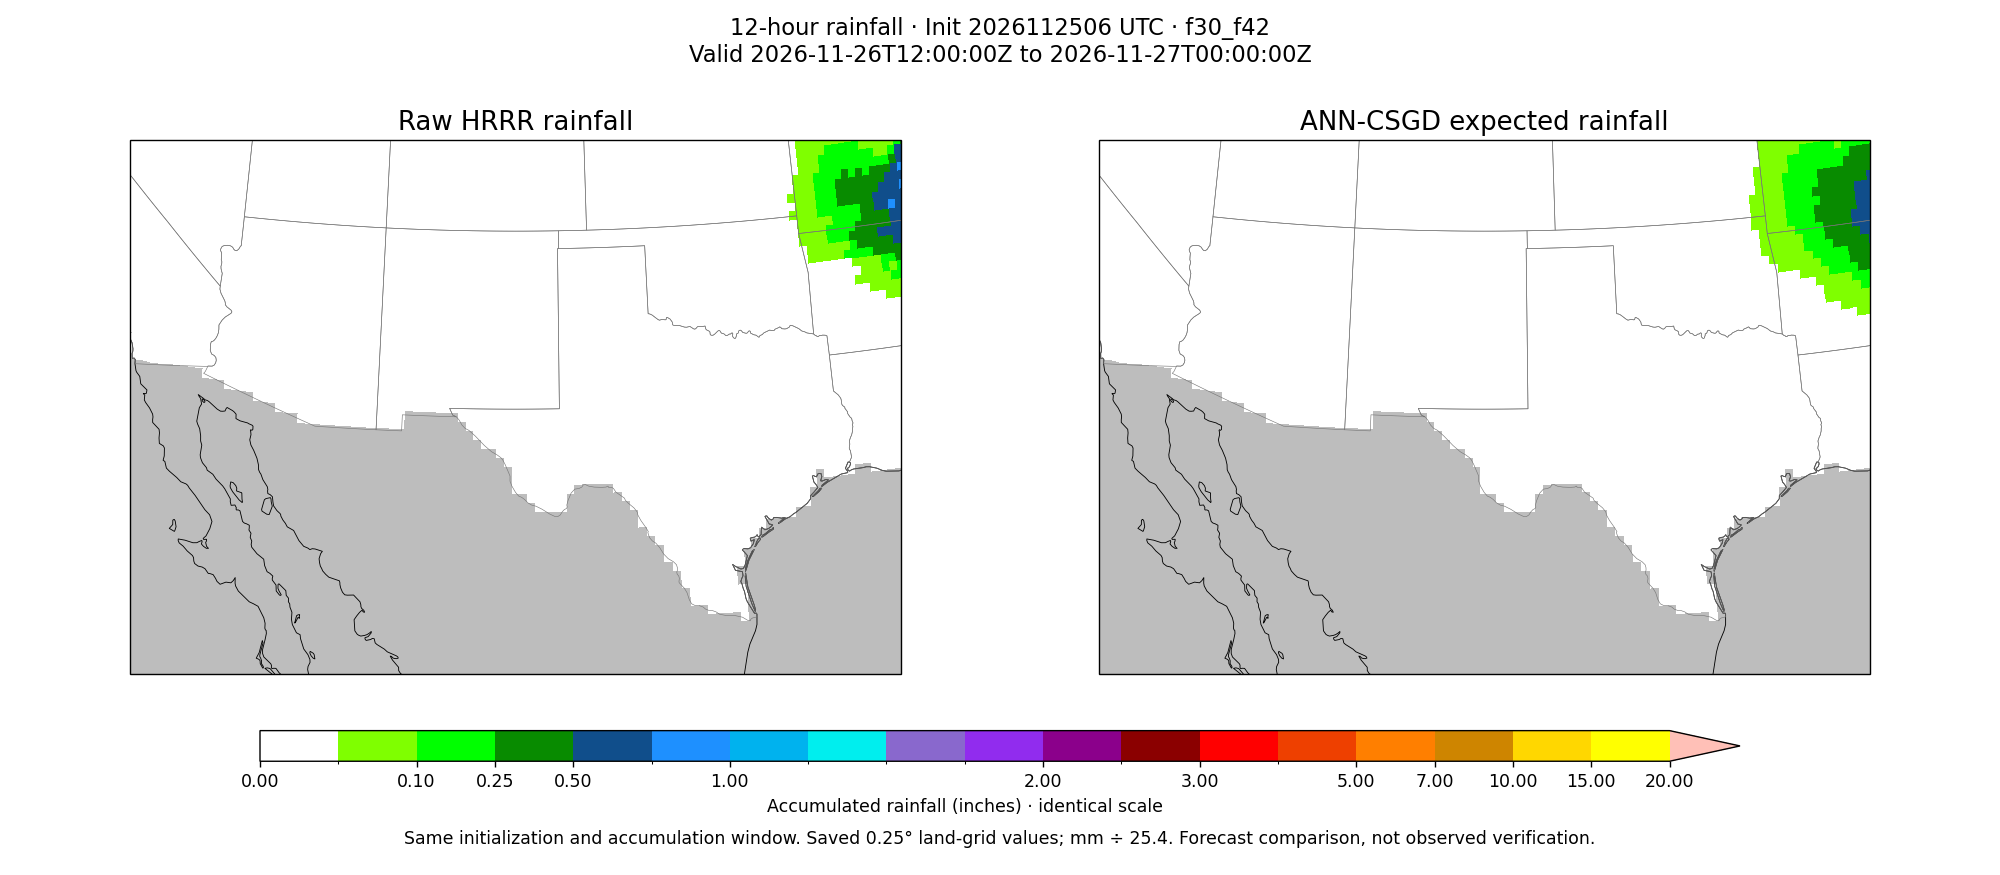 12-hour rainfall · Init 2026112506 UTC · f30_f42
Valid 2026-11-26T12:00:00Z to 2026-11-27T00:00:00Z
Raw HRRR rainfall
ANN-CSGD expected rainfall
0.00 0.10 0.25 0.50 1.00 2.00 3.00 5.00 7.00 10.00 15.00 20.00
Accumulated rainfall (inches) · identical scale
Same initialization and accumulation window. Saved 0.25° land-grid values; mm ÷ 25.4. Forecast comparison, not observed verification.